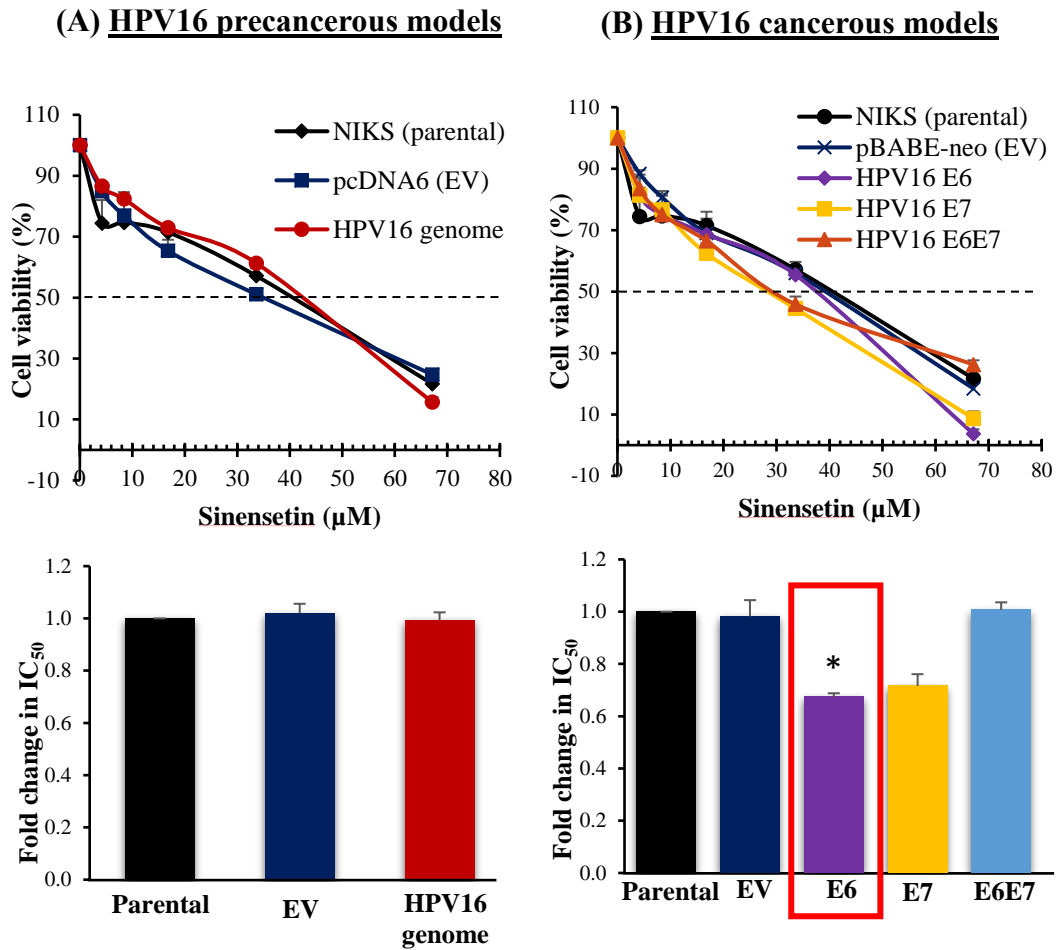 (A) HPV16 precancerous models
110
90
70
50
30
10
-10
0
10
20
30
40
50
60
70
80
Cell viability (%)
Sinensetin (µM)
NIKS (parental)
pcDNA6 (EV)
HPV16 genome
(B) HPV16 cancerous models
110
90
70
50
30
10
-10
0
10
20
30
40
50
60
70
80
Cell viability (%)
Sinensetin (µM)
NIKS (parental)
pBABE-neo (EV)
HPV16 E6
HPV16 E7
HPV16 E6E7
1.2
1.0
0.8
0.6
0.4
0.2
0.0
Fold change in IC50
Parental
EV
HPV16
genome
1.2
1.0
0.8
0.6
0.4
0.2
0.0
Fold change in IC50
*
Parental
EV
E6
E7
E6E7